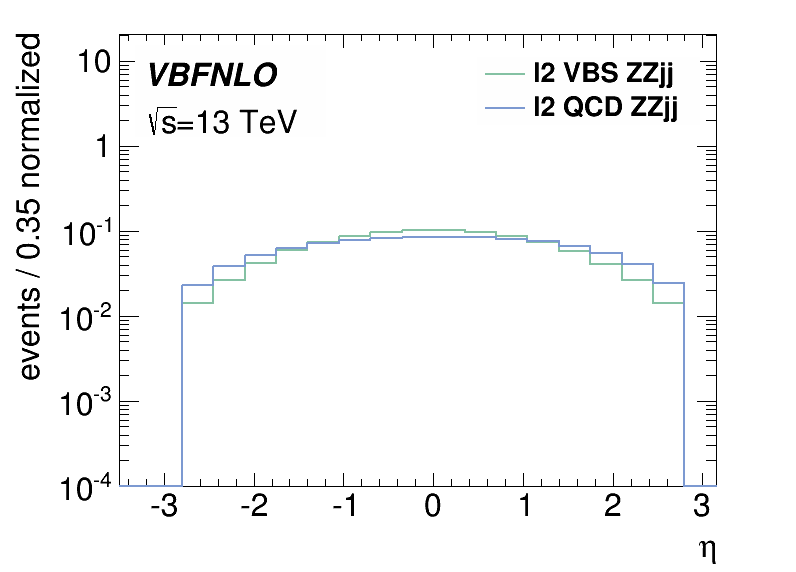 events / 0.35 normalized
VBFNLO
√s=13 TeV
l2 VBS ZZjj
l2 QCD ZZjj
10
1
10⁻¹
10⁻²
10⁻³
10⁻⁴
-3 -2 -1 0 1 2 3
η